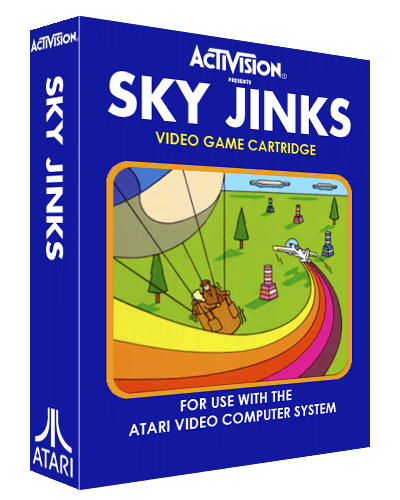 ACTIVISION®
SKY JINKS
ATARI
ACTIVISION®
PRESENTS
SKY JINKS
VIDEO GAME CARTRIDGE
FOR USE WITH THE
ATARI VIDEO COMPUTER SYSTEM